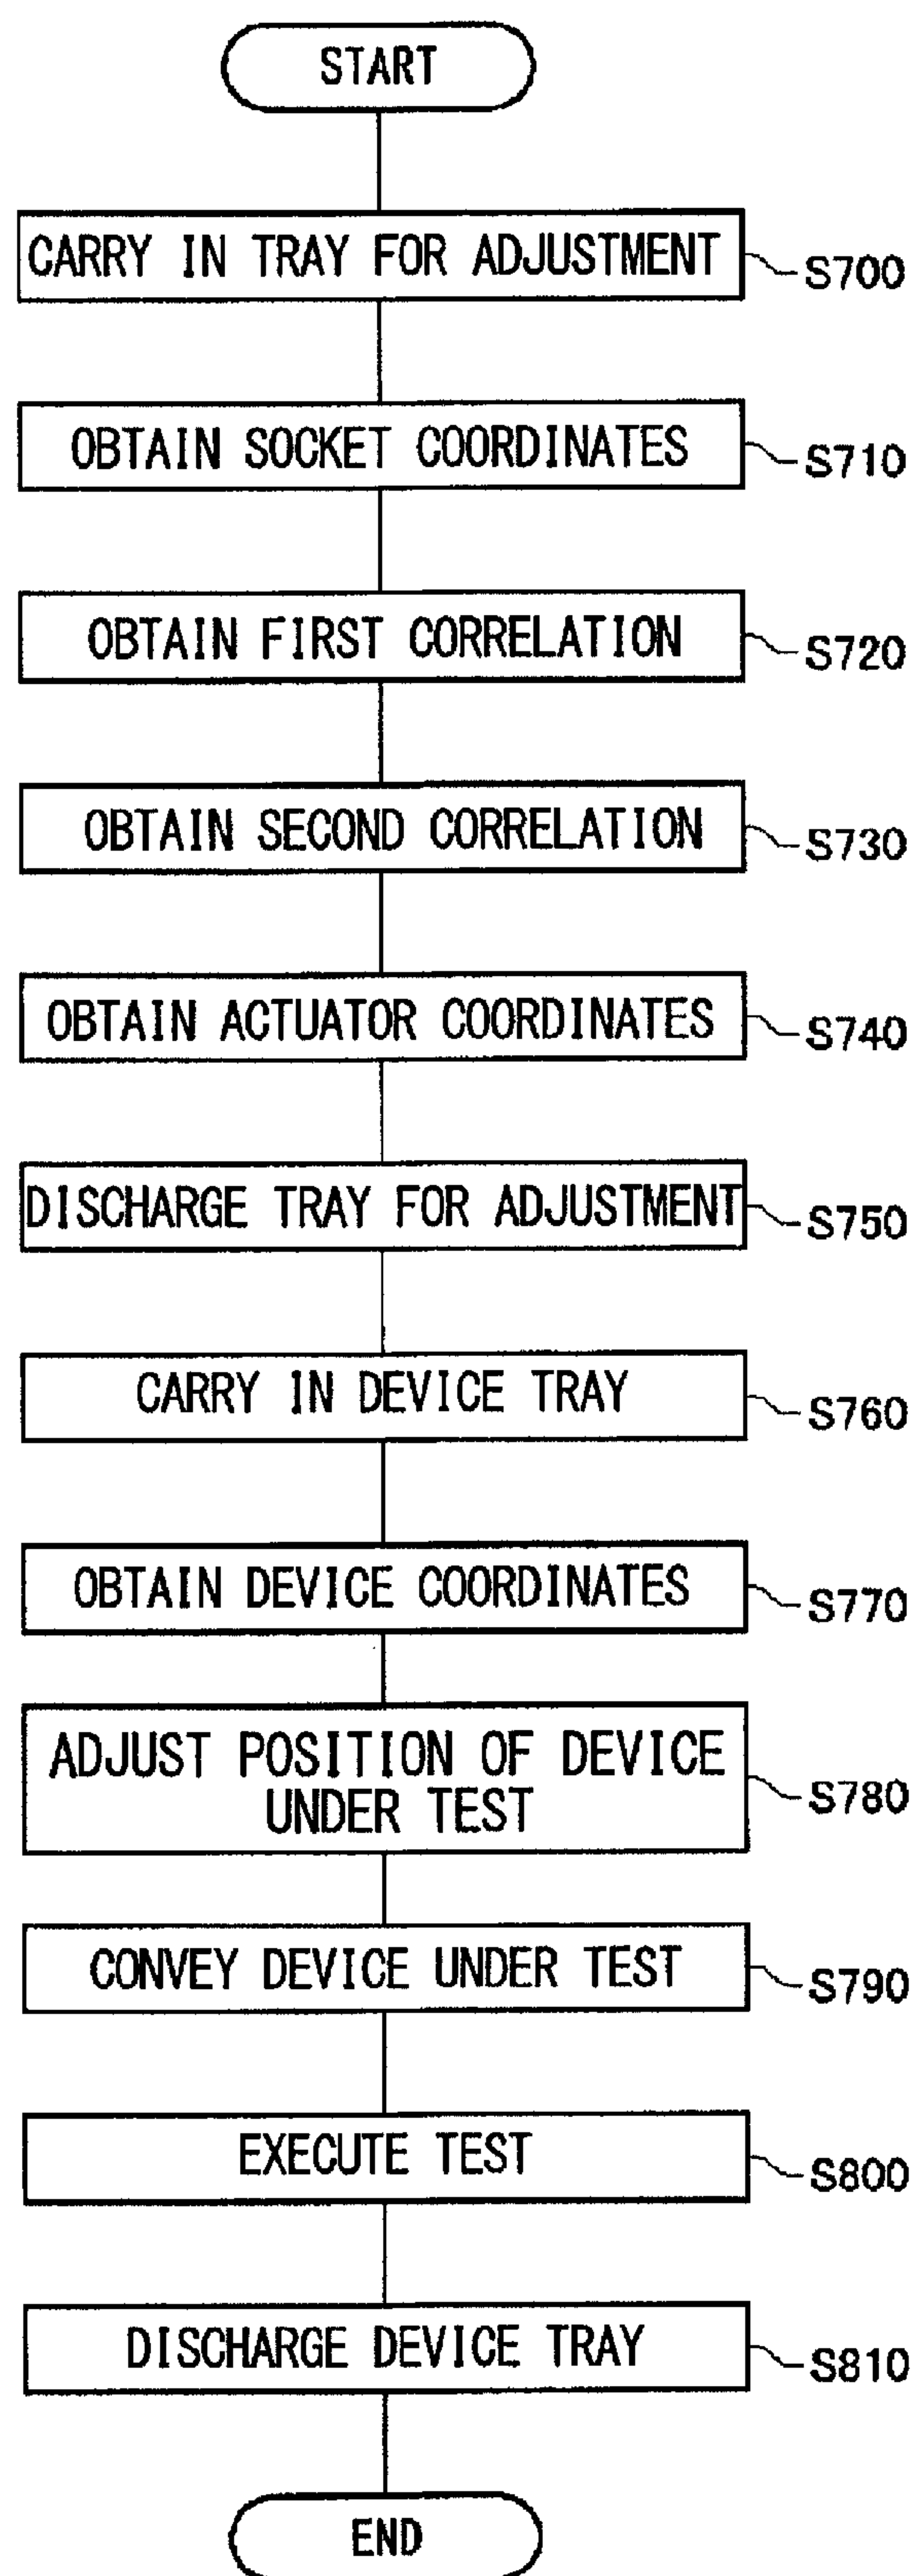 START
CARRY IN TRAY FOR ADJUSTMENT
S700
OBTAIN SOCKET COORDINATES
S710
OBTAIN FIRST CORRELATION
S720
OBTAIN SECOND CORRELATION
S730
OBTAIN ACTUATOR COORDINATES
S740
DISCHARGE TRAY FOR ADJUSTMENT
S750
CARRY IN DEVICE TRAY
S760
OBTAIN DEVICE COORDINATES
S770
ADJUST POSITION OF DEVICE
UNDER TEST
S780
CONVEY DEVICE UNDER TEST
S790
EXECUTE TEST
S800
DISCHARGE DEVICE TRAY
S810
END